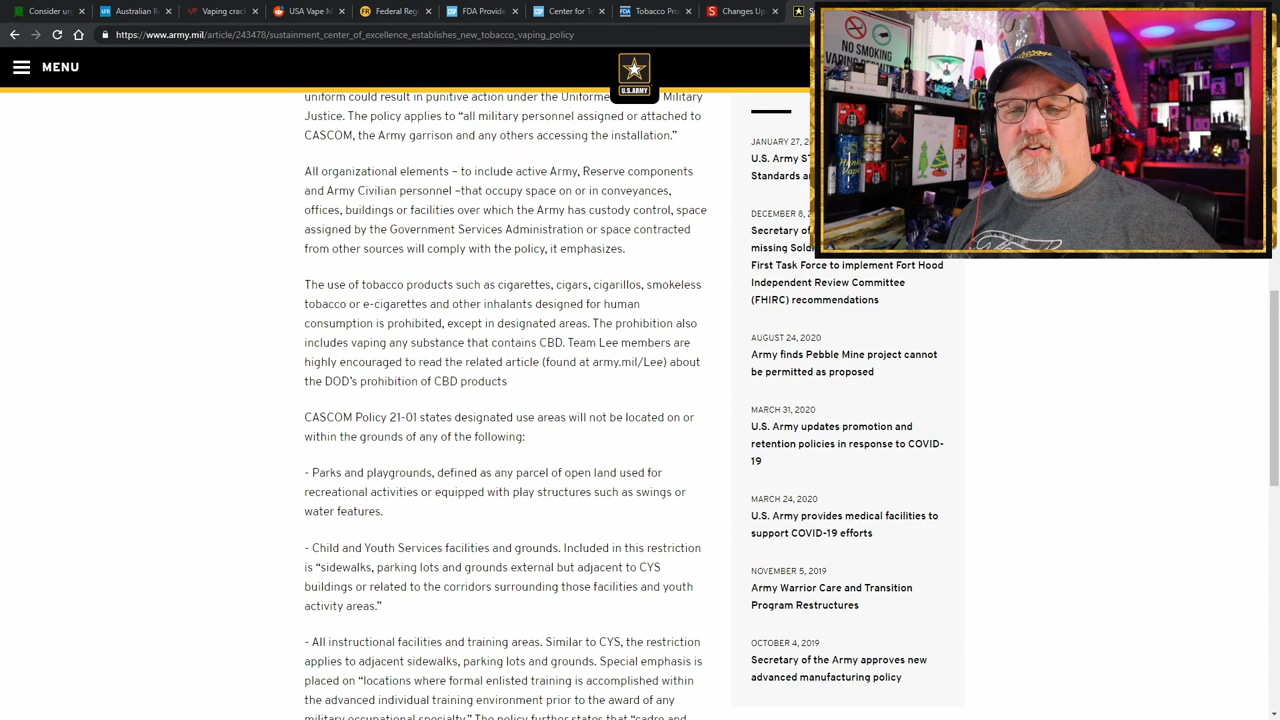 Consider u
Australian R
Vaping crac
USA Vape M
Federal Reg
FDA Provide
Center for T
Tobacco Pro
Changes Up
ttps://www.army.mil/article/243478/sustainment_center_of_excellence_establishes_new_tobacco_vaping_policy
MENU
U.S.ARMY
uniform could result in punitive action under the Uniforme Military
Justice. The policy applies to “all military personnel assigned or attached to
CASCOM, the Army garrison and any others accessing the installation.”
All organizational elements – to include active Army, Reserve components
and Army Civilian personnel –that occupy space on or in conveyances,
offices, buildings or facilities over which the Army has custody control, space
assigned by the Government Services Administration or space contracted
from other sources will comply with the policy, it emphasizes.
The use of tobacco products such as cigarettes, cigars, cigarillos, smokeless
tobacco or e-cigarettes and other inhalants designed for human
consumption is prohibited, except in designated areas. The prohibition also
includes vaping any substance that contains CBD. Team Lee members are
highly encouraged to read the related article (found at army.mil/Lee) about
the DOD’s prohibition of CBD products
CASCOM Policy 21-01 states designated use areas will not be located on or
within the grounds of any of the following:
- Parks and playgrounds, defined as any parcel of open land used for
recreational activities or equipped with play structures such as swings or
water features.
- Child and Youth Services facilities and grounds. Included in this restriction
is “sidewalks, parking lots and grounds external but adjacent to CYS
buildings or related to the corridors surrounding those facilities and youth
activity areas.”
- All instructional facilities and training areas. Similar to CYS, the restriction
applies to adjacent sidewalks, parking lots and grounds. Special emphasis is
placed on “locations where formal enlisted training is accomplished within
the advanced individual training environment prior to the award of any
military occupational specialty.” The policy further states that “cadre and
JANUARY 27, 2
U.S. Army ST
Standards a
DECEMBER 8, 2
Secretary of
missing Sold
First Task Force to implement Fort Hood
Independent Review Committee
(FHIRC) recommendations
AUGUST 24, 2020
Army finds Pebble Mine project cannot
be permitted as proposed
MARCH 31, 2020
U.S. Army updates promotion and
retention policies in response to COVID-
19
MARCH 24, 2020
U.S. Army provides medical facilities to
support COVID-19 efforts
NOVEMBER 5, 2019
Army Warrior Care and Transition
Program Restructures
OCTOBER 4, 2019
Secretary of the Army approves new
advanced manufacturing policy
NO SMOKING
VAPING PERMITTED
VAPE